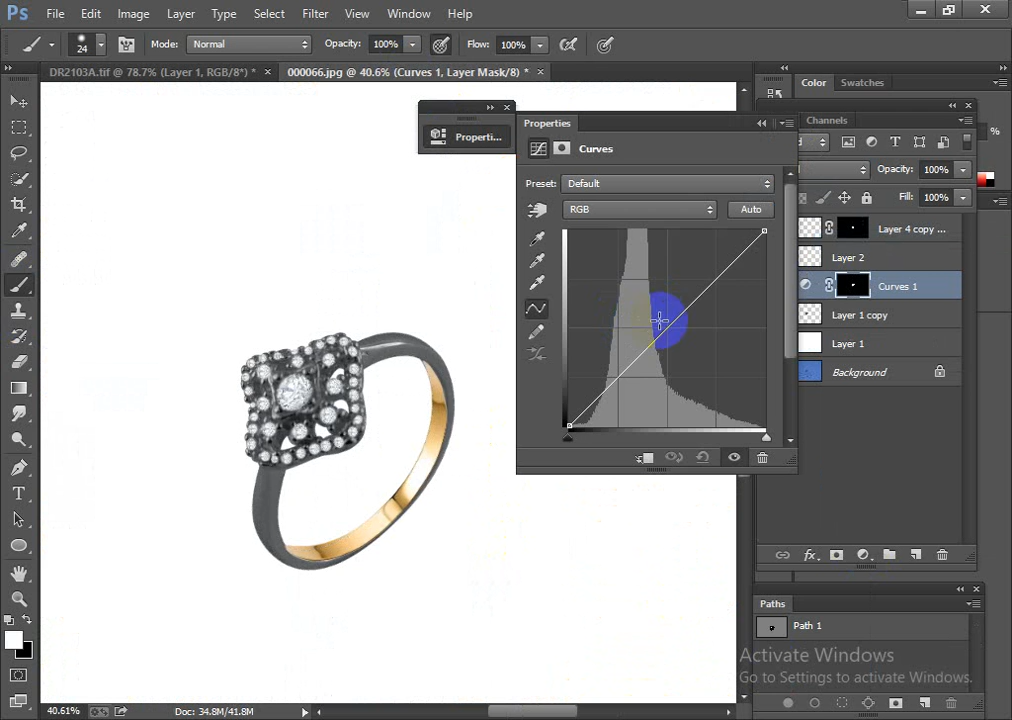 Ps File Edit Image Layer Type Select Filter View Window Help
24 Mode: Normal Opacity: 100% Flow: 100%
DR2103A.tif @ 78.7% (Layer 1, RGB/8*) * × 000066.jpg @ 40.6% (Curves 1, Layer Mask/8) * ×
Color Swatches
Properti...
Properties
Curves
Preset: Default
RGB Auto
Channels
%
Opacity: 100%
Fill: 100%
Layer 4 copy ...
Layer 2
Curves 1
Layer 1 copy
Layer 1
Background
fx.
Paths
Path 1
Activate Windows
Go to Settings to activate Windows.
40.61% Doc: 34.8M/41.8M